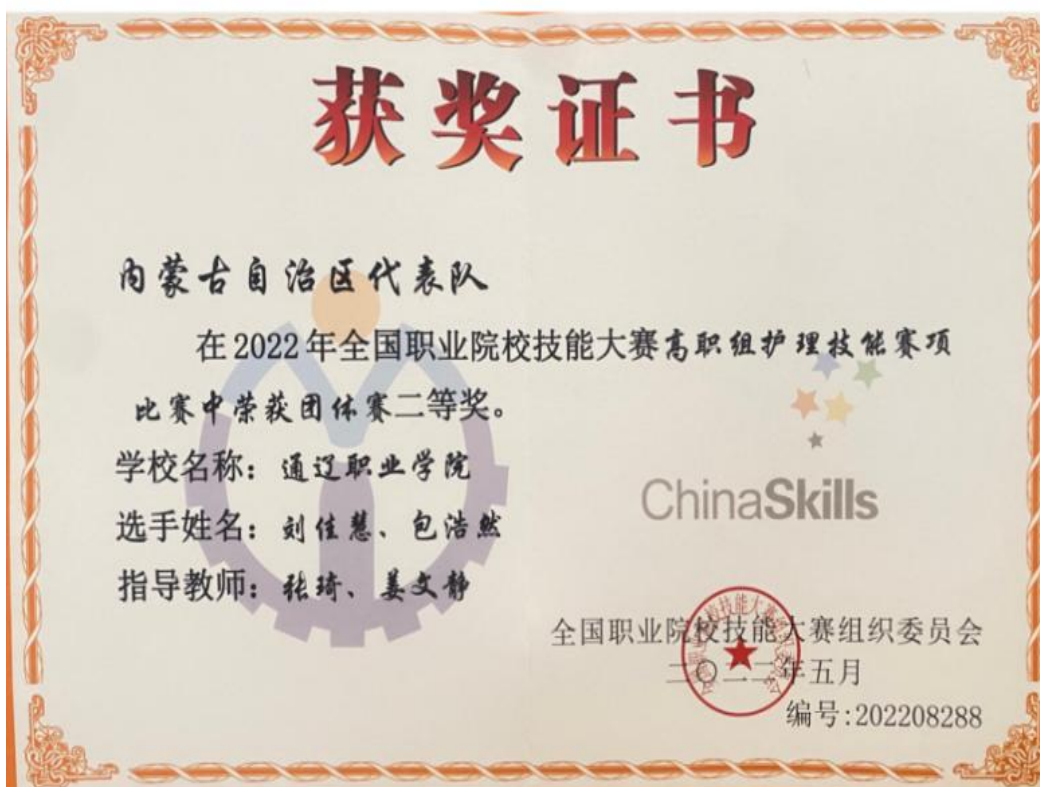 获奖证书
内蒙古自治区代表队
在2022年全国职业院校技能大赛高职组护理技能赛项
比赛中荣获团体赛二等奖。
学校名称：通辽职业学院
选手姓名：刘佳慧、包浩然
指导教师：张琦、姜文静
ChinaSkills
全国职业院校技能大赛组织委员会
二〇二二年五月
编号:202208288